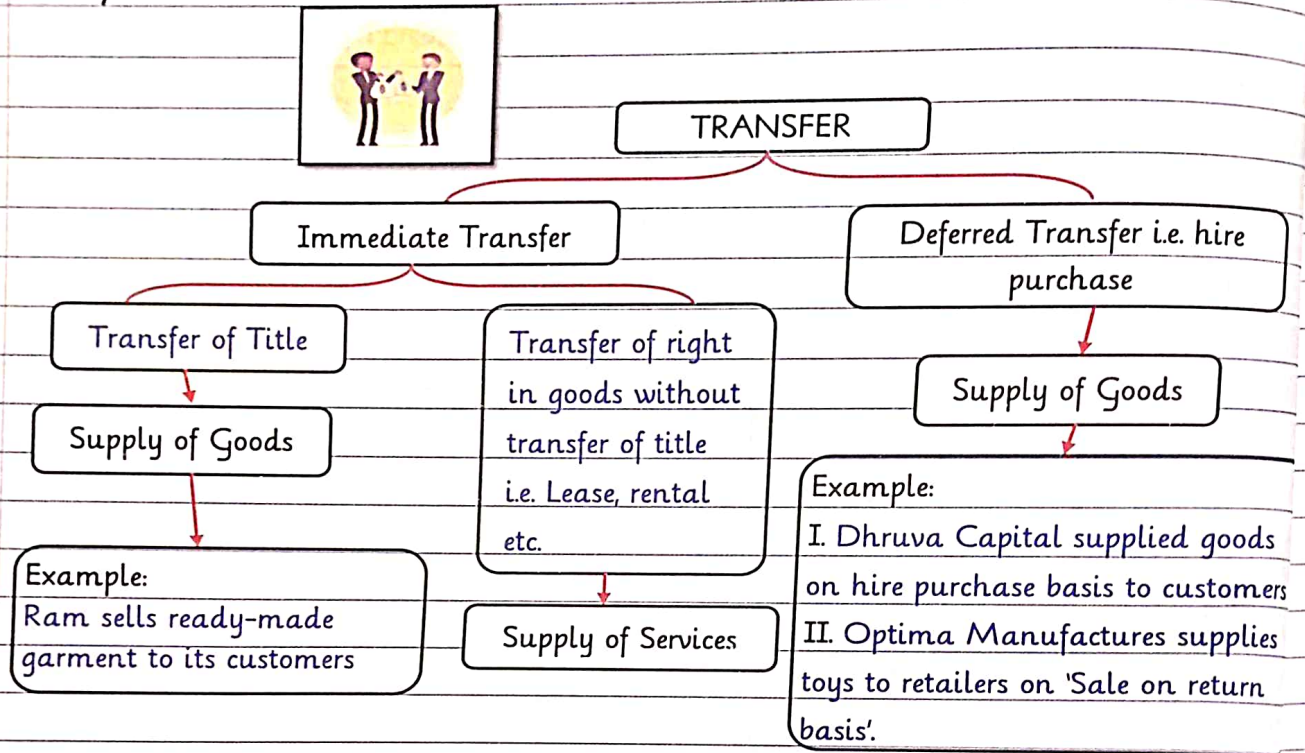 TRANSFER
Immediate Transfer
Deferred Transfer i.e. hire
purchase
Transfer of Title
Transfer of right
in goods without
transfer of title
i.e. Lease, rental
etc.
Supply of Goods
Supply of Goods
Example:
Ram sells ready-made
garment to its customers
Supply of Services
Example:
I. Dhruva Capital supplied goods
on hire purchase basis to customers
II. Optima Manufactures supplies
toys to retailers on 'Sale on return
basis'.